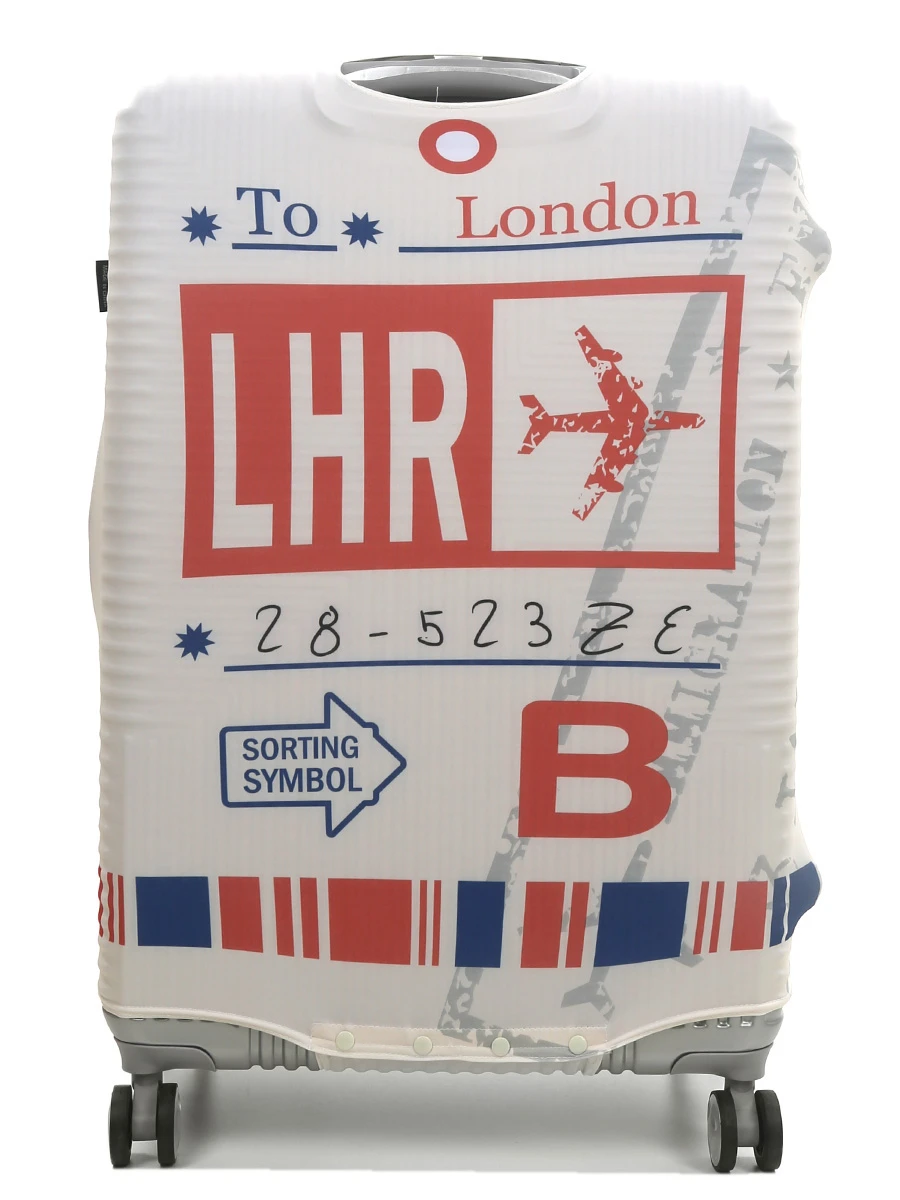 To London
LHR
28-523ZE
SORTING
SYMBOL
B